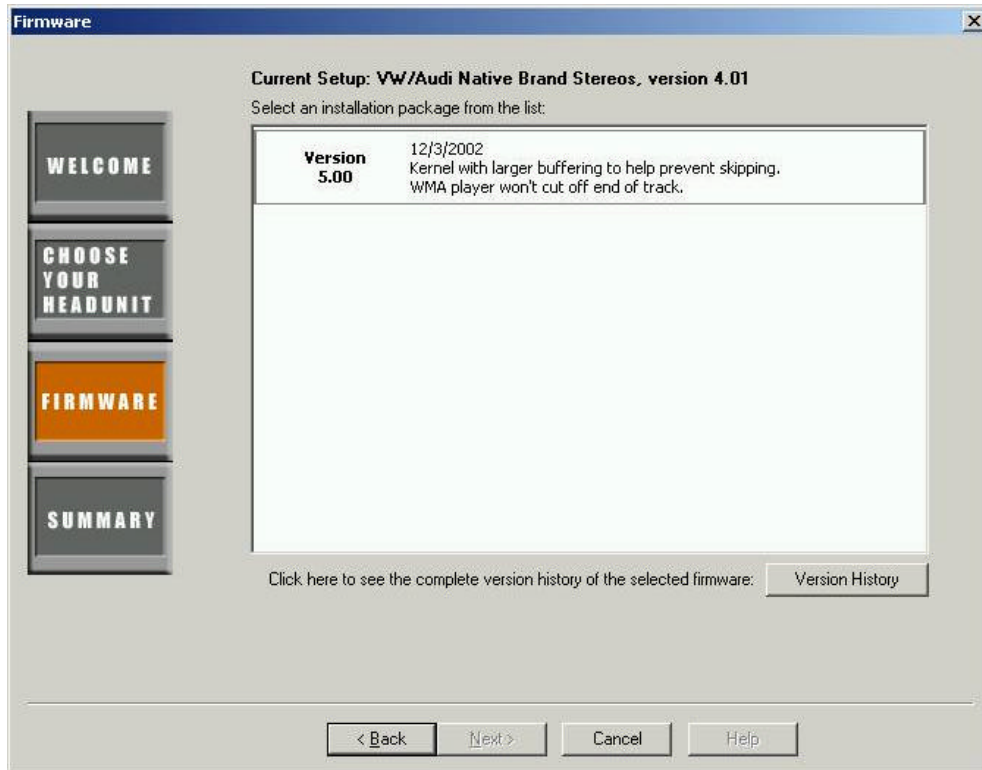 Firmware
Current Setup: VW/Audi Native Brand Stereos, version 4.01
Select an installation package from the list:
WELCOME
CHOOSE
YOUR
HEADUNIT
FIRMWARE
SUMMARY
Version
5.00
12/3/2002
Kernel with larger buffering to help prevent skipping.
WMA player won't cut off end of track.
Click here to see the complete version history of the selected firmware:
Version History
< Back
Next >
Cancel
Help